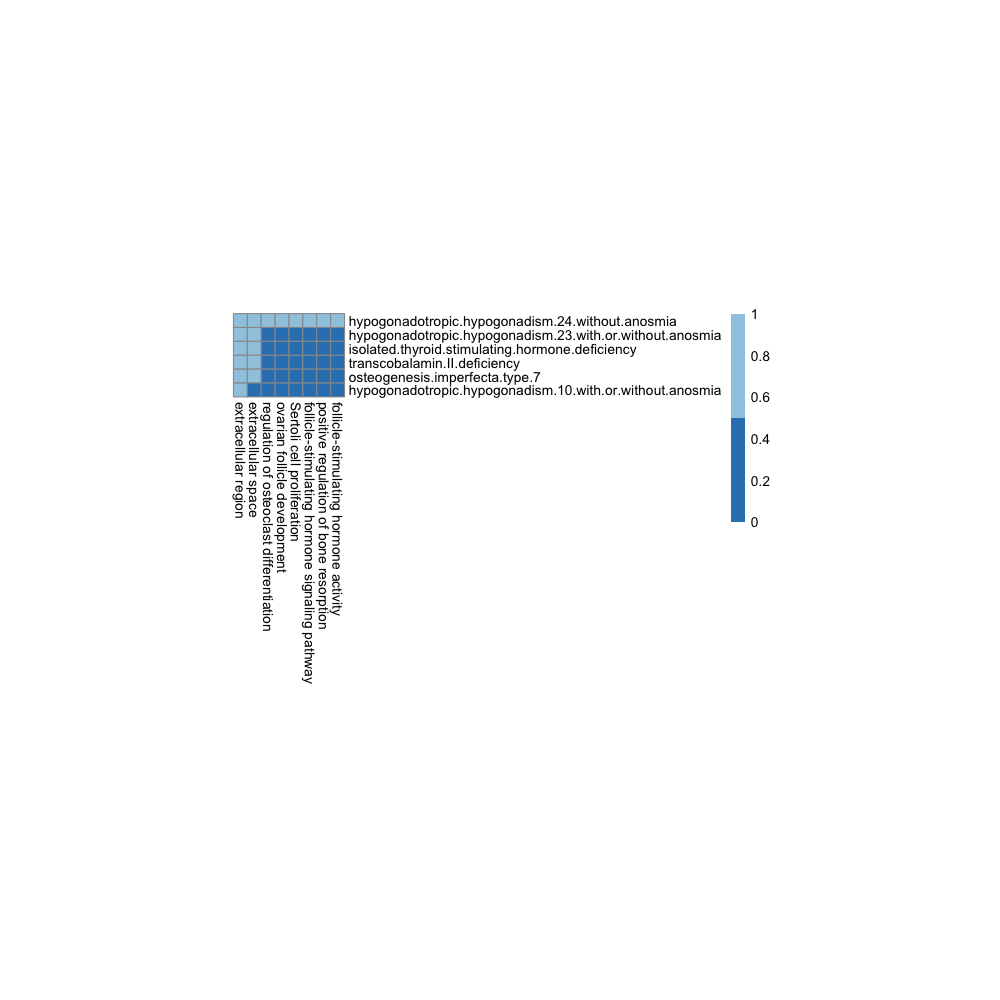 hypogonadotropic.hypogonadism.24.without.anosmia
hypogonadotropic.hypogonadism.23.with.or.without.anosmia
isolated.thyroid.stimulating.hormone.deficiency
transcobalamin.II.deficiency
osteogenesis.imperfecta.type.7
hypogonadotropic.hypogonadism.10.with.or.without.anosmia
extracellular region
extracellular space
regulation of osteoclast differentiation
ovarian follicle development
Sertoli cell proliferation
follicle-stimulating hormone signaling pathway
positive regulation of bone resorption
follicle-stimulating hormone activity
1
0.8
0.6
0.4
0.2
0